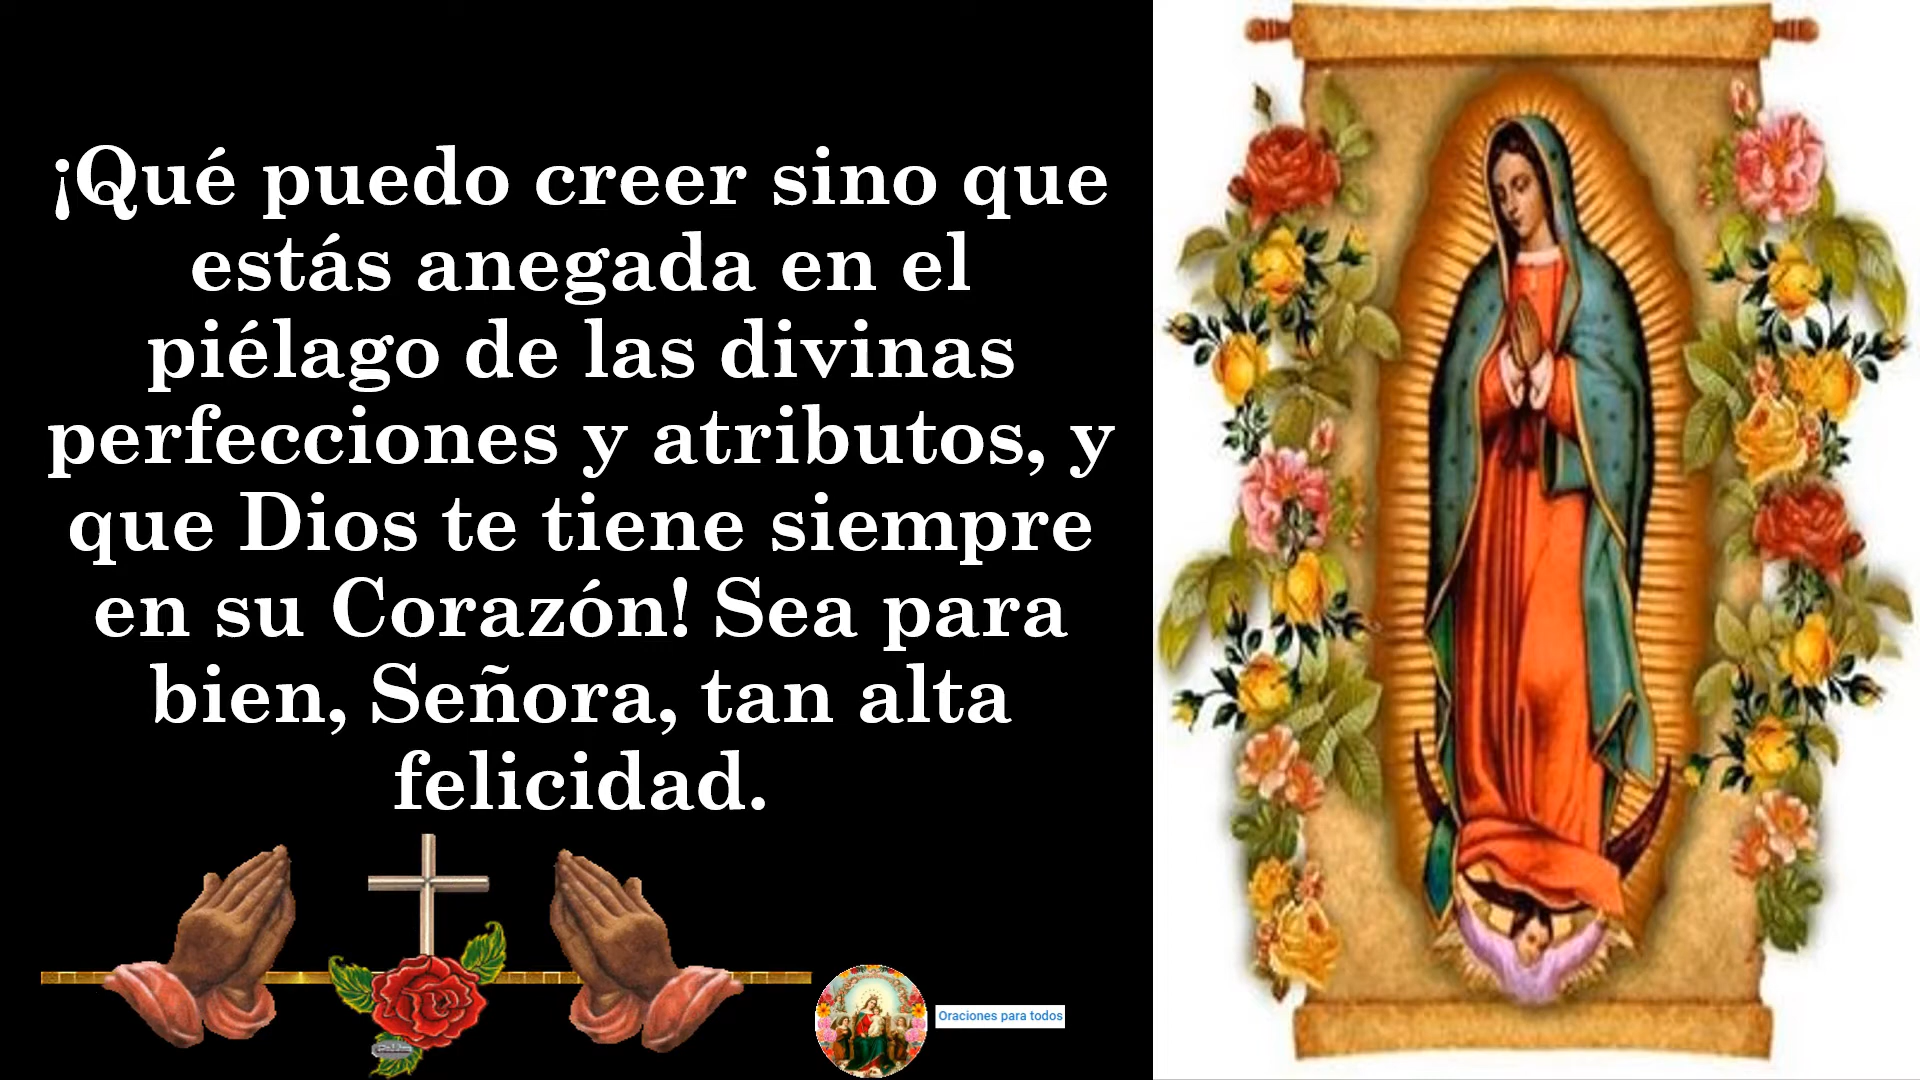 ¡Qué puedo creer sino que
estás anegada en el
piélago de las divinas
perfecciones y atributos, y
que Dios te tiene siempre
en su Corazón! Sea para
bien, Señora, tan alta
felicidad.
Oraciones para todos